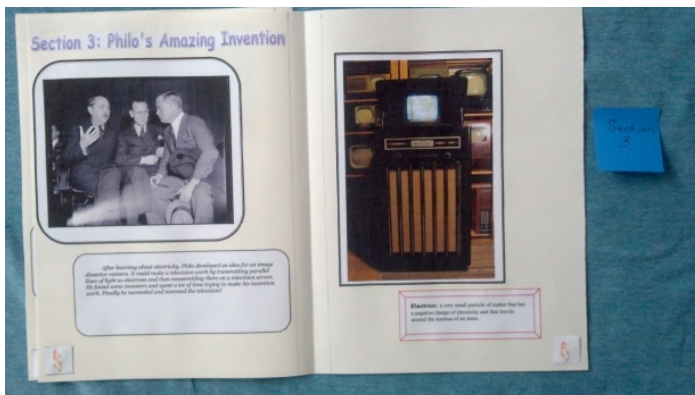 Section 3: Philo's Amazing Invention
After learning about electricity, Philo developed an idea for an image
dissector camera. It could make a television work by transmitting parallel
lines of light as electrons and then reassembling them on a television screen.
He found some investors and spent a lot of time trying to make his invention
work. Finally he succeeded and invented the television!
Electron: a very small particle of matter that has
a negative charge of electricity and that travels
around the nucleus of an atom.
Section
3